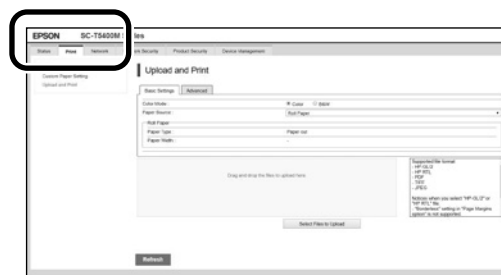 EPSON SC-T5400M
Status Print Network Security Product Security Device Management
Custom Paper Setting
Upload and Print
Upload and Print
Basic Settings Advanced
Color Mode : Color B&W
Paper Source : Roll Paper
Roll Paper
Paper Type : Paper out
Paper Width : -
Drag and drop the files to upload here.
Supported file format
- HP-GL/2
- HP RTL
- PDF
- TIFF
- JPEG
Notices when you select "HP-GL/2" or
"HP RTL" file.
- "Borderless" setting in "Page Margins
option" is not supported.
Select Files to Upload
Refresh